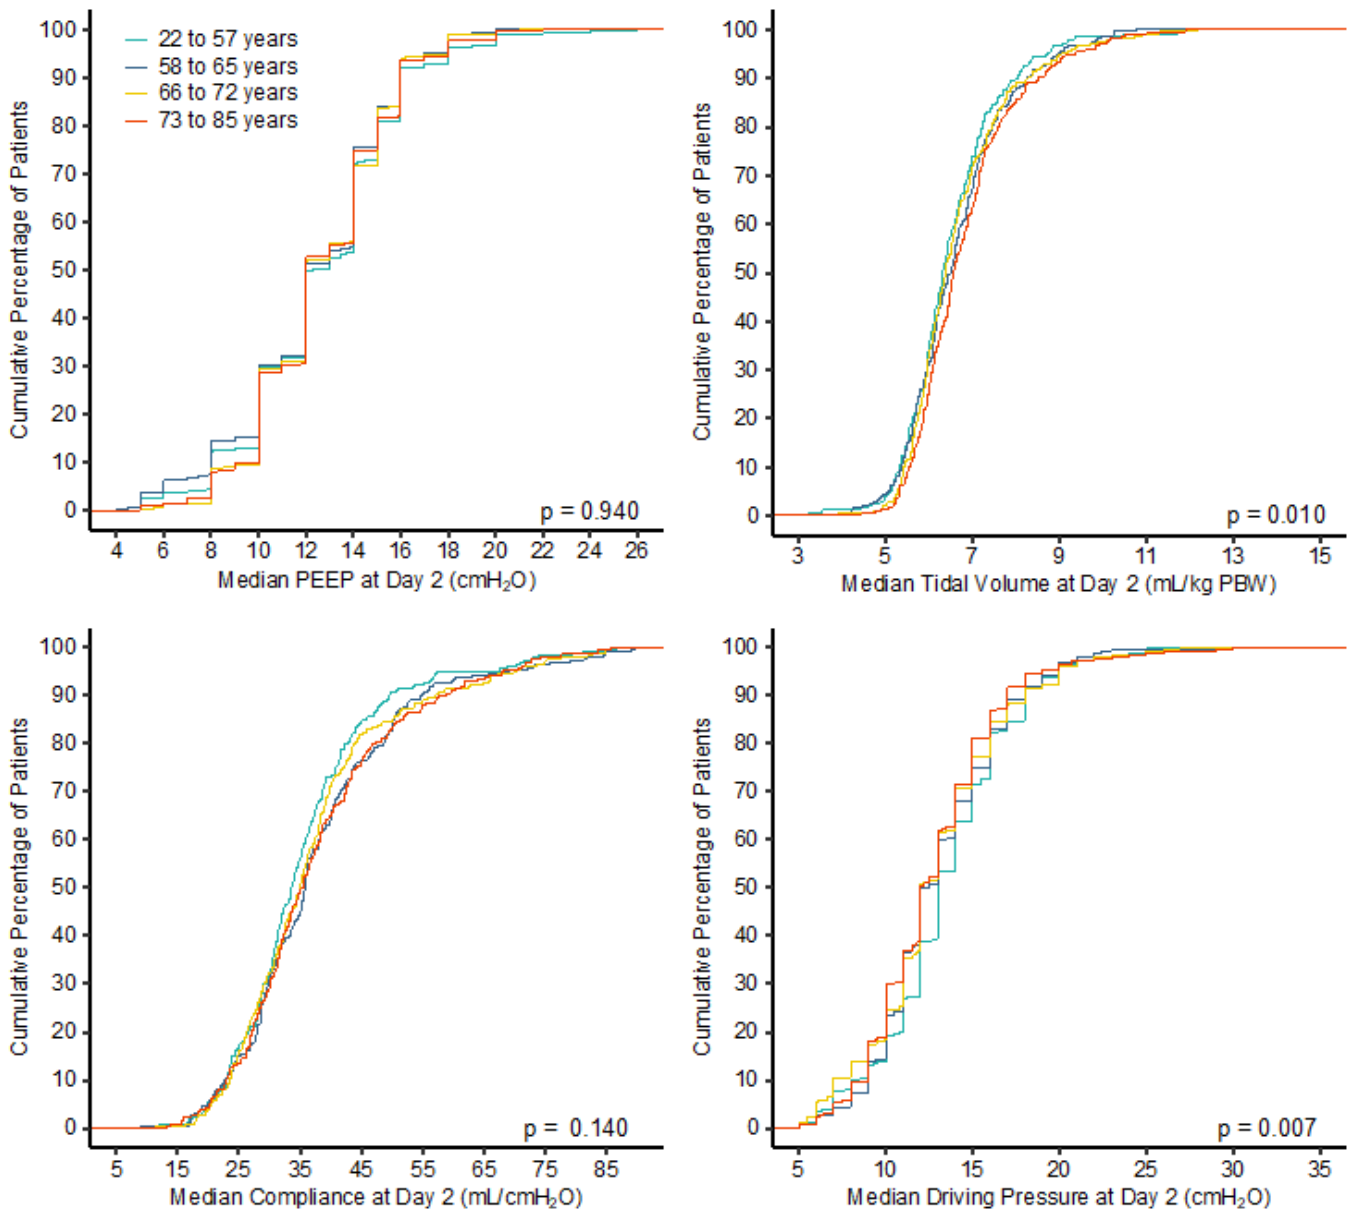 Cumulative Percentage of Patients
100
90
80
70
60
50
40
30
20
10
0
22 to 57 years
58 to 65 years
66 to 72 years
73 to 85 years
p = 0.940
4 6 8 10 12 14 16 18 20 22 24 26
Median PEEP at Day 2 (cmH₂O)
Cumulative Percentage of Patients
100
90
80
70
60
50
40
30
20
10
0
p = 0.010
3 5 7 9 11 13 15
Median Tidal Volume at Day 2 (mL/kg PBW)
Cumulative Percentage of Patients
100
90
80
70
60
50
40
30
20
10
0
p = 0.140
5 15 25 35 45 55 65 75 85
Median Compliance at Day 2 (mL/cmH₂O)
Cumulative Percentage of Patients
100
90
80
70
60
50
40
30
20
10
0
p = 0.007
5 10 15 20 25 30 35
Median Driving Pressure at Day 2 (cmH₂O)